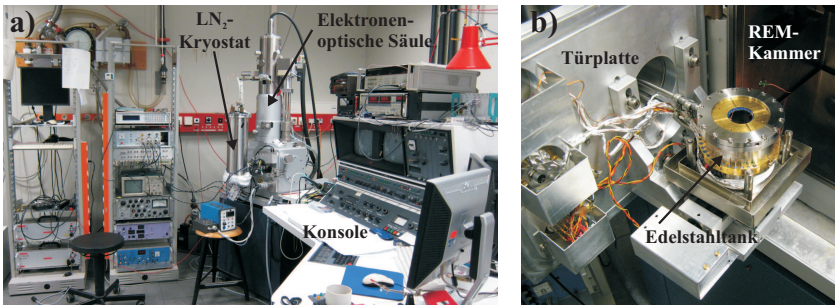 a)
LN₂-
Kryostat
Elektronen-
optische Säule
Konsole
b)
Türplatte
REM-
Kammer
Edelstahltank